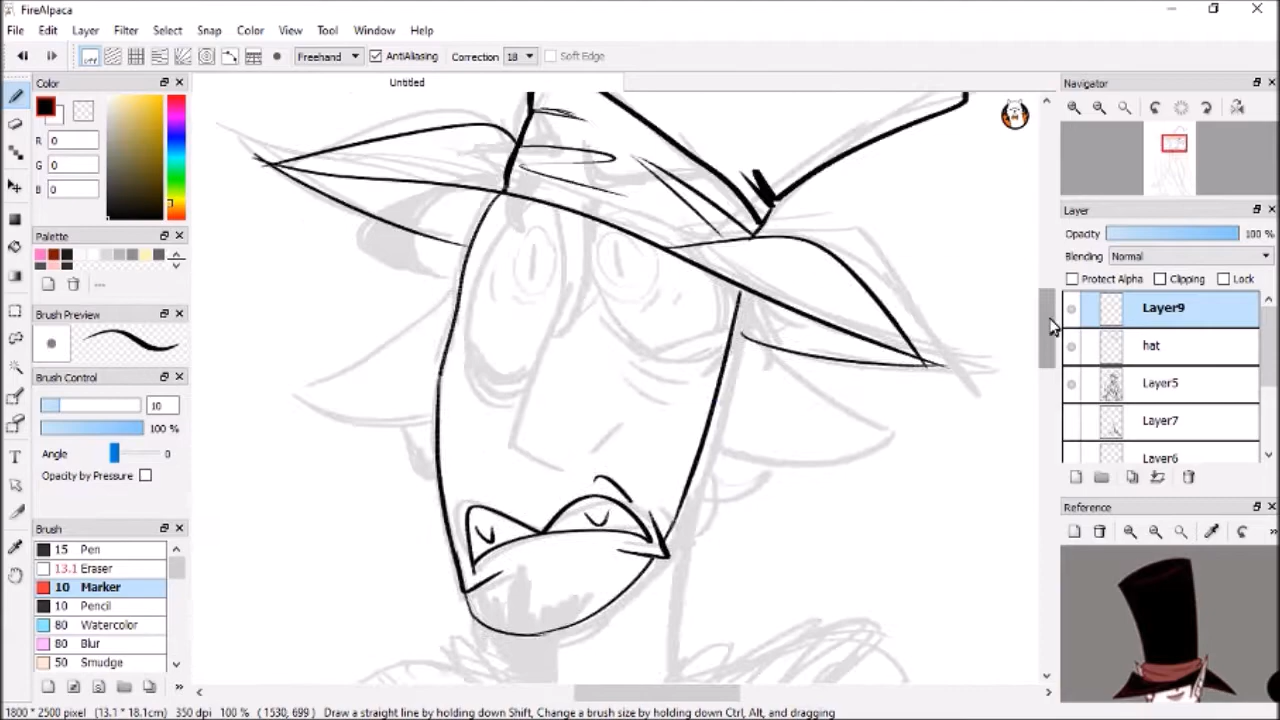 FireAlpaca
File Edit Layer Filter Select Snap Color View Tool Window Help
off Freehand AntiAliasing Correction 18 Soft Edge
Untitled
Color
R 0
G 0
B 0
Palette
---
Brush Preview
Brush Control
10
100 %
Angle 0
Opacity by Pressure
Brush
15 Pen
13.1 Eraser
10 Marker
10 Pencil
80 Watercolor
80 Blur
50 Smudge
Navigator
Layer
Opacity 100 %
Blending Normal
Protect Alpha Clipping Lock
Layer9
hat
Layer5
Layer7
Layer6
Reference
1800 * 2500 pixel (13.1 * 18.1cm) 350 dpi 100 % ( 1530, 699 ) Draw a straight line by holding down Shift, Change a brush size by holding down Ctrl, Alt, and dragging